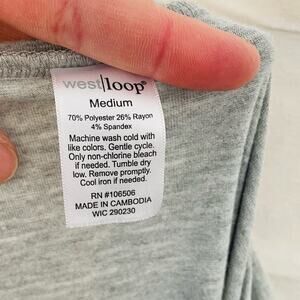 west|loop®
Medium
70% Polyester 26% Rayon
4% Spandex
Machine wash cold with
like colors. Gentle cycle.
Only non-chlorine bleach
if needed. Tumble dry
low. Remove promptly.
Cool iron if needed.
RN #106506
MADE IN CAMBODIA
WIC 290230